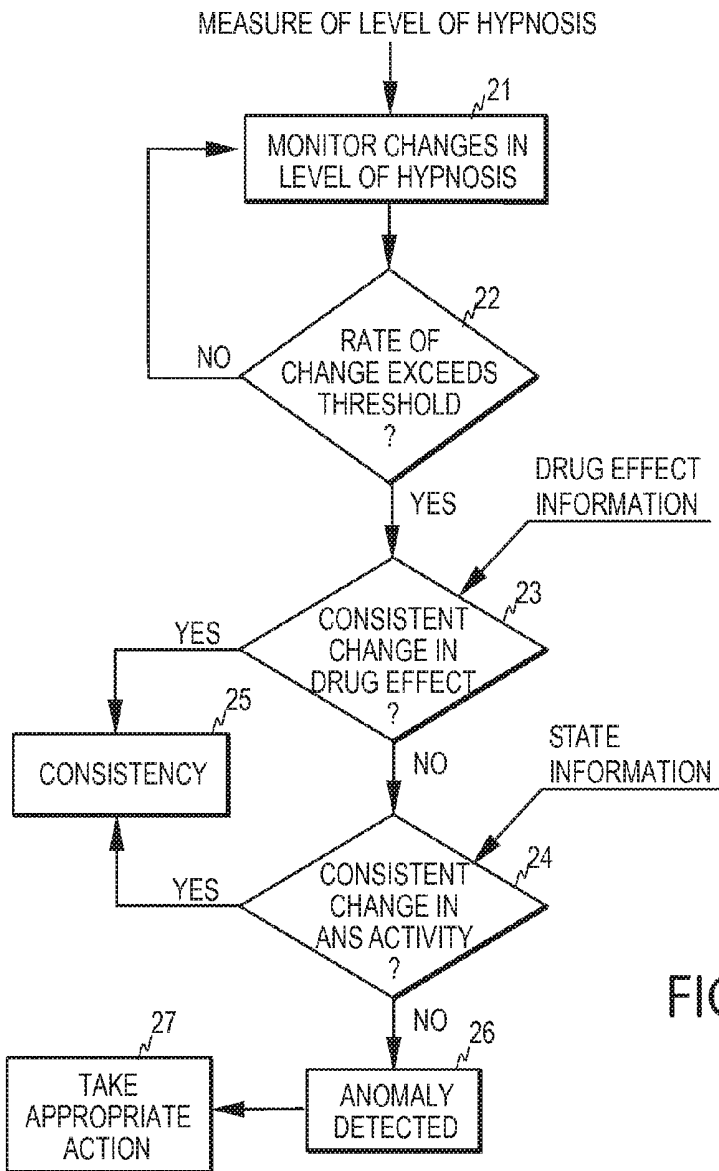 MEASURE OF LEVEL OF HYPNOSIS
21
MONITOR CHANGES IN
LEVEL OF HYPNOSIS
22
RATE OF
CHANGE EXCEEDS
THRESHOLD
?
NO
YES
DRUG EFFECT
INFORMATION
23
CONSISTENT
CHANGE IN
DRUG EFFECT
?
YES
25
CONSISTENCY
NO
STATE
INFORMATION
24
CONSISTENT
CHANGE IN
ANS ACTIVITY
?
YES
NO
FIG
27
TAKE
APPROPRIATE
ACTION
26
ANOMALY
DETECTED